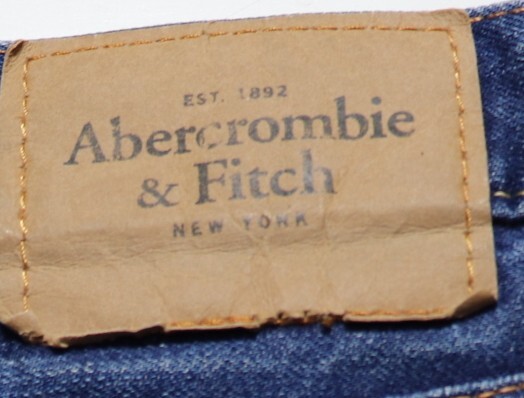 EST. 1892
Abercrombie
& Fitch
NEW YORK